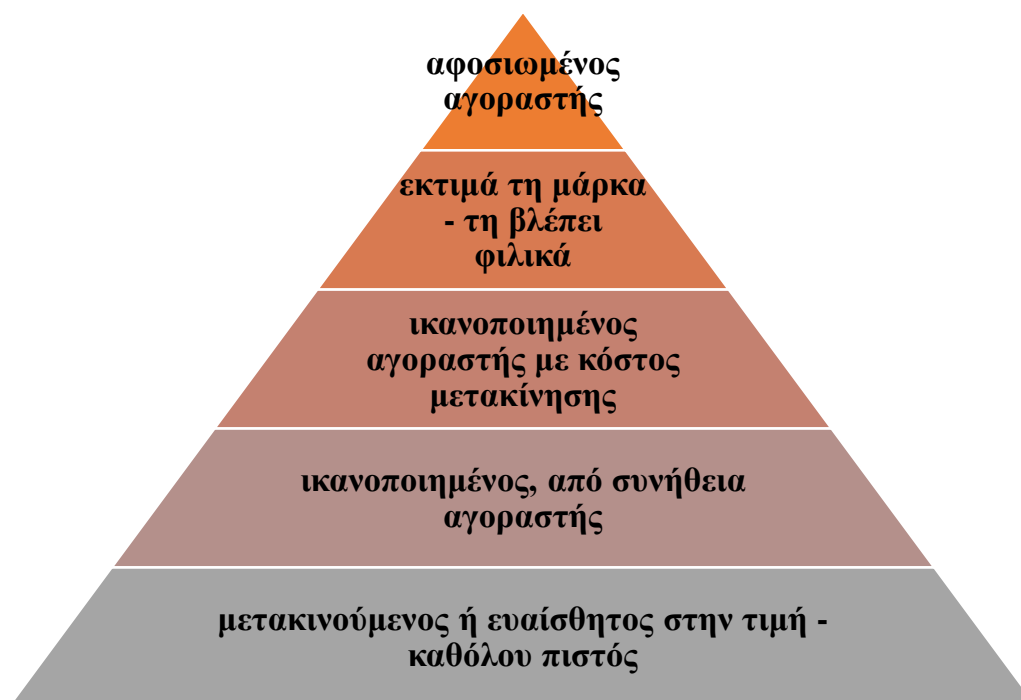 αφοσιωμένος
αγοραστής
εκτιμά τη μάρκα
- τη βλέπει
φιλικά
ικανοποιημένος
αγοραστής με κόστος
μετακίνησης
ικανοποιημένος, από συνήθεια
αγοραστής
μετακινούμενος ή ευαίσθητος στην τιμή -
καθόλου πιστός